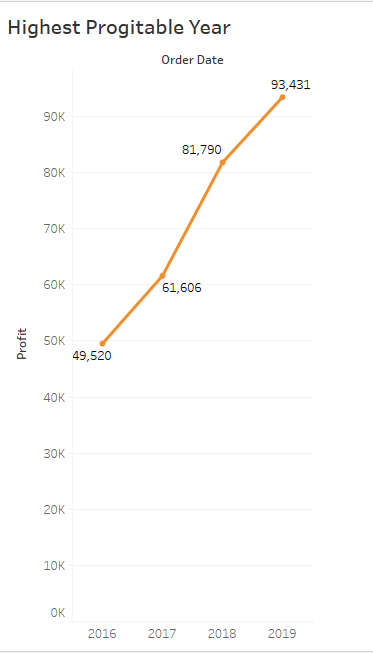 Highest Progitable Year
Order Date
93,431
90K
81,790
80K
70K
60K
61,606
50K
49,520
Profit
40K
30K
20K
10K
0K
2016 2017 2018 2019